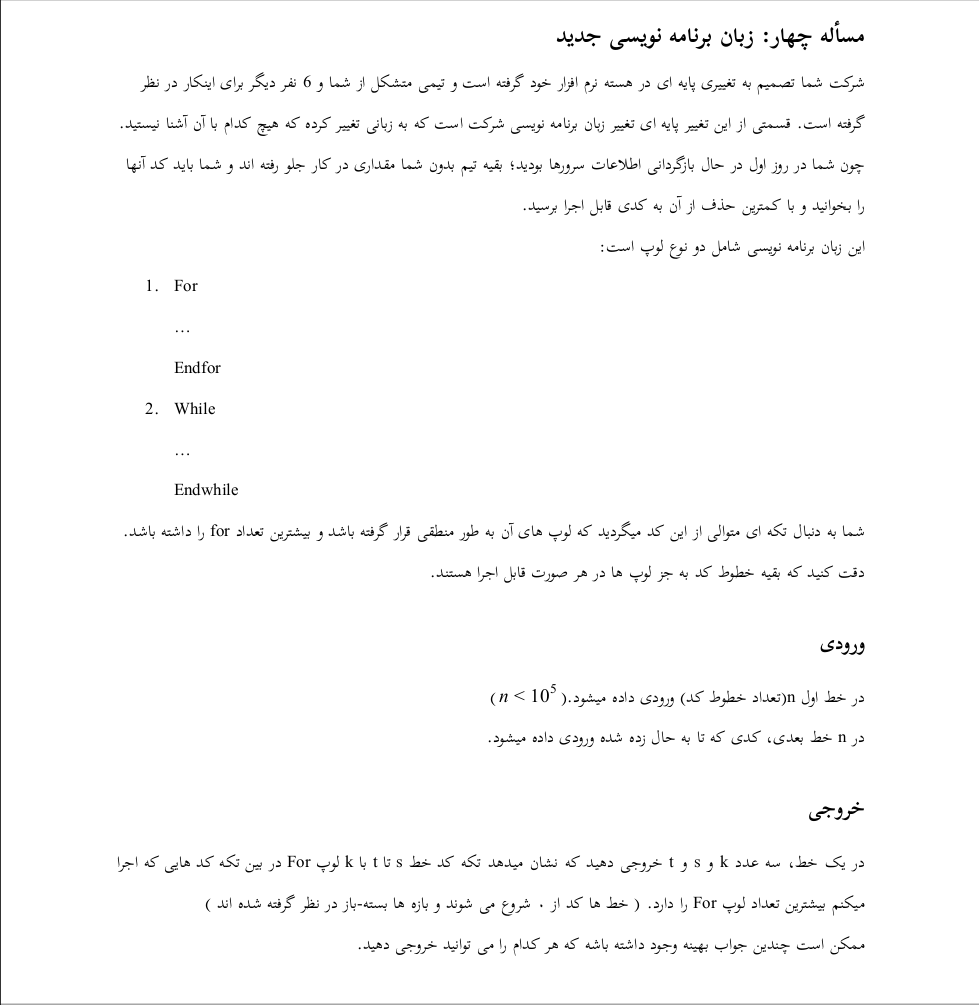 مسأله چهار: زبان برنامه نویسی جدید
شرکت شما تصمیم به تغییری پایه ای در هسته نرم افزار خود گرفته است و تیمی متشکل از شما و 6 نفر دیگر برای اینکار در نظر
گرفته است. قسمتی از این تغییر پایه ای تغییر زبان برنامه نویسی شرکت است که به زبانی تغییر کرده که هیچ کدام با آن آشنا نیستید.
چون شما در روز اول در حال بازگردانی اطلاعات سرورها بودید؛ بقیه تیم بدون شما مقداری در کار جلو رفته اند و شما باید کد آنها
را بخوانید و با کمترین حذف از آن به کدی قابل اجرا برسید.
این زبان برنامه نویسی شامل دو نوع لوپ است:
1. For
...
Endfor
2. While
...
Endwhile
شما به دنبال تکه ای متوالی از این کد میگردید که لوپ های آن به طور منطقی قرار گرفته باشد و بیشترین تعداد for را داشته باشد.
دقت کنید که بقیه خطوط کد به جز لوپ ها در هر صورت قابل اجرا هستند.
ورودی
در خط اول n(تعداد خطوط کد) ورودی داده میشود.( n < 10^5 )
در n خط بعدی، کدی که تا به حال زده شده ورودی داده میشود.
خروجی
در یک خط، سه عدد k و s و t خروجی دهید که نشان میدهد تکه کد خط s تا t با k لوپ For در بین تکه کد هایی که اجرا
میکنم بیشترین تعداد لوپ For را دارد. ( خط ها کد از ۰ شروع می شوند و بازه ها بسته-باز در نظر گرفته شده اند )
ممکن است چندین جواب بهینه وجود داشته باشه که هر کدام را می توانید خروجی دهید.